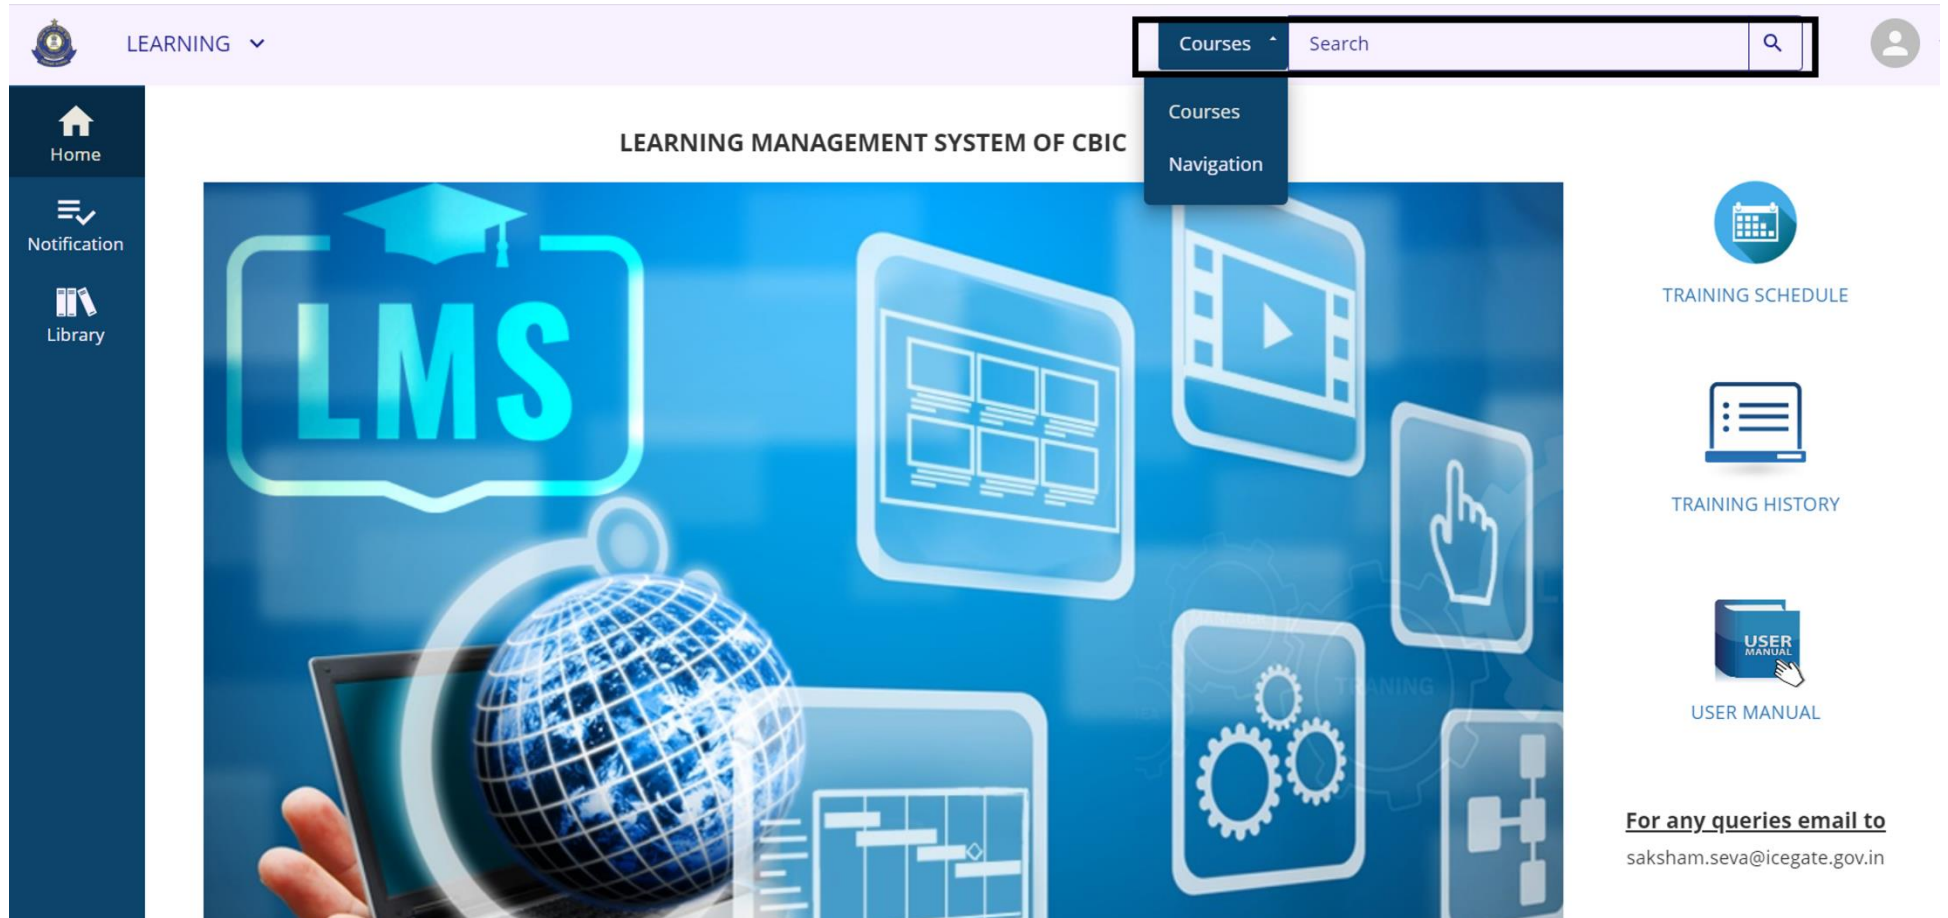 LEARNING
Courses
Search
Courses
Navigation
Home
Notification
Library
LEARNING MANAGEMENT SYSTEM OF CBIC
LMS
TRANING
TRAINING SCHEDULE
TRAINING HISTORY
USER
MANUAL
USER MANUAL
For any queries email to
saksham.seva@icegate.gov.in